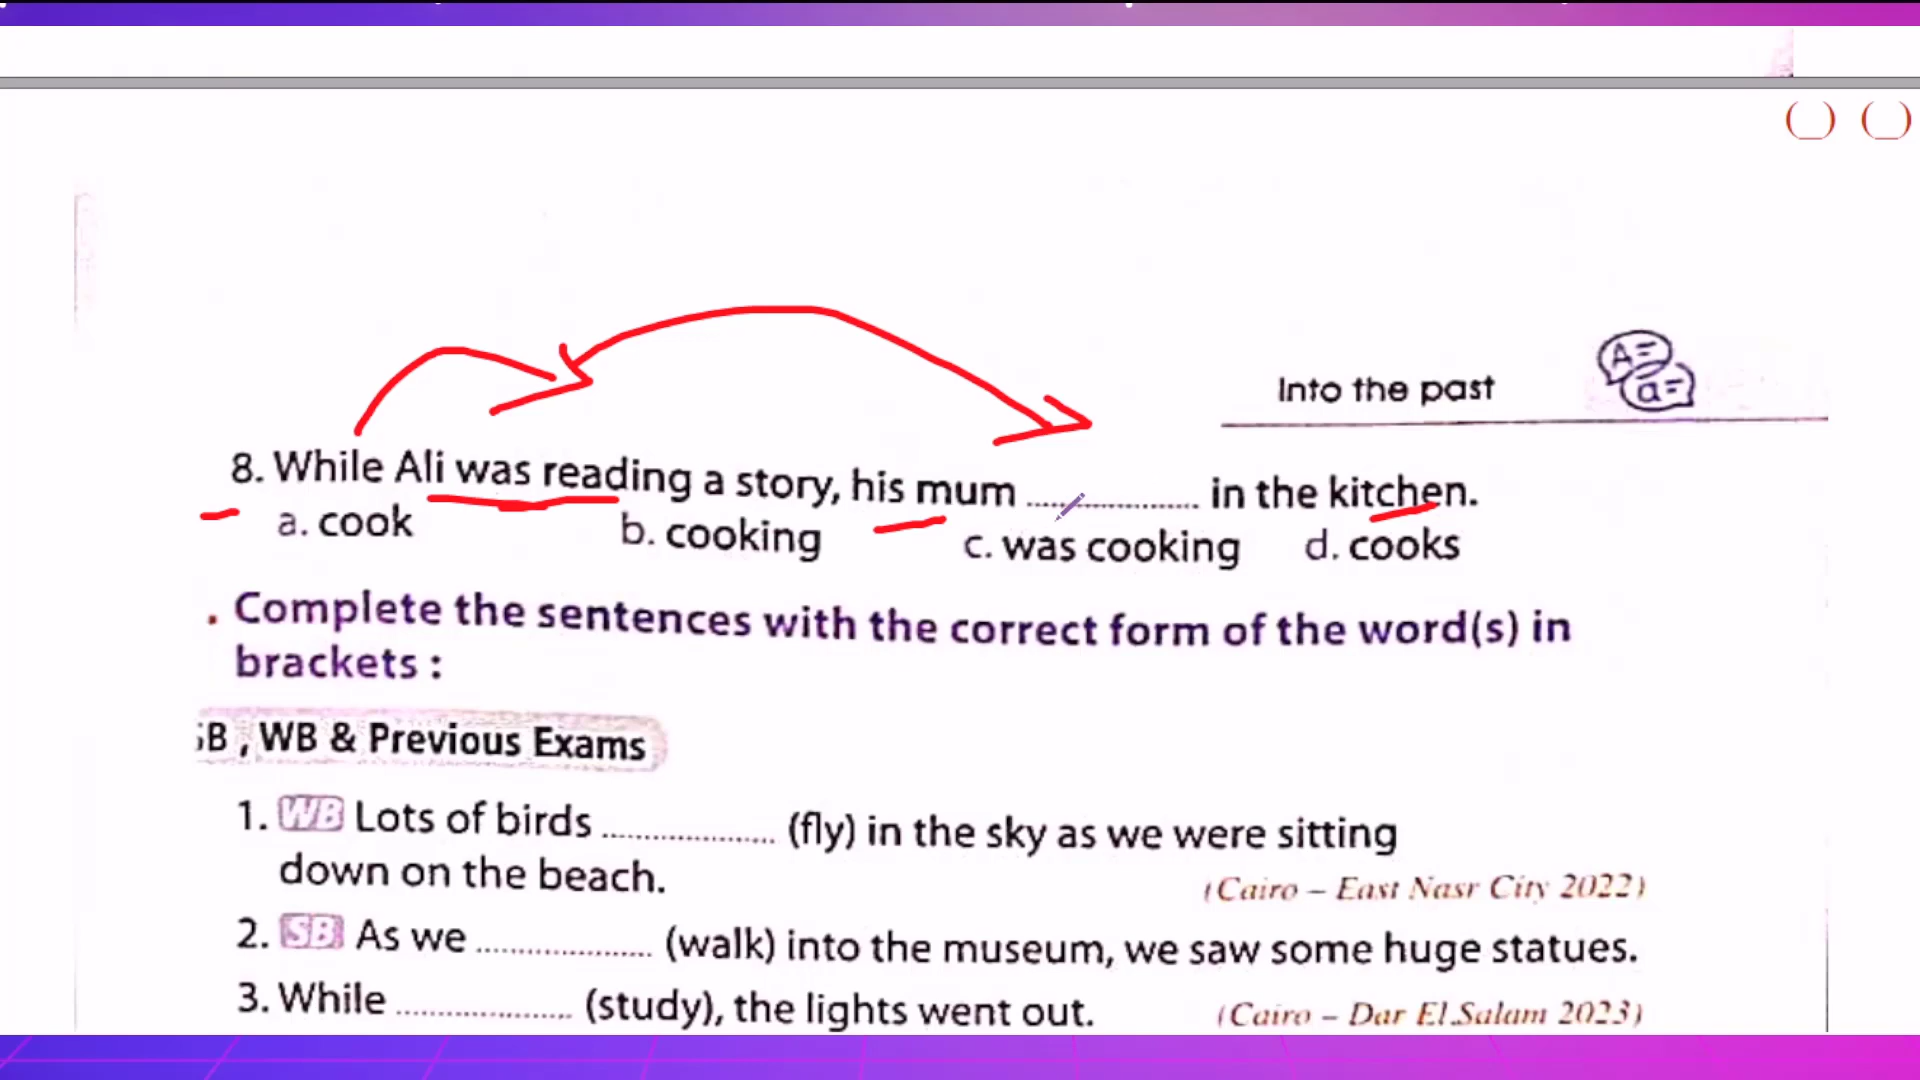 (_) (_)
Into the past
A=
a=
8. While Ali was reading a story, his mum .................... in the kitchen.
a. cook b. cooking c. was cooking d. cooks
. Complete the sentences with the correct form of the word(s) in
brackets :
SB , WB & Previous Exams
1. WB Lots of birds .................... (fly) in the sky as we were sitting
down on the beach.
(Cairo – East Nasr City 2022)
2. SB As we .................... (walk) into the museum, we saw some huge statues.
3. While .................... (study), the lights went out.
(Cairo – Dar El Salam 2023)